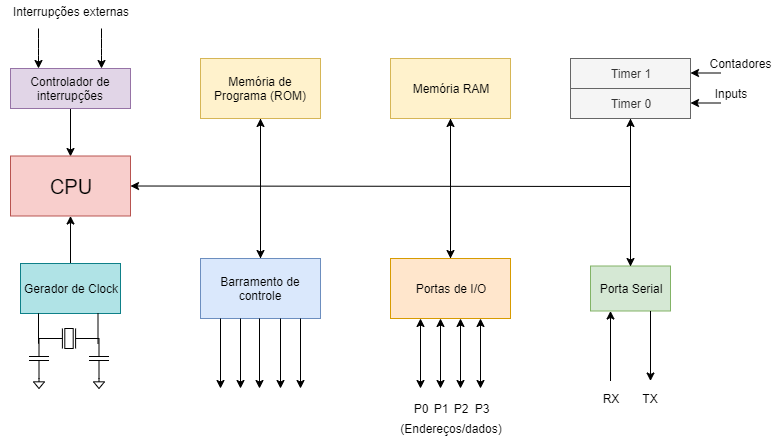 Interrupções externas
Controlador de
interrupções
Memória de
Programa (ROM)
Memória RAM
Timer 1
Timer 0
Contadores
Inputs
CPU
Gerador de Clock
Barramento de
controle
Portas de I/O
Porta Serial
P0 P1 P2 P3
(Endereços/dados)
RX
TX